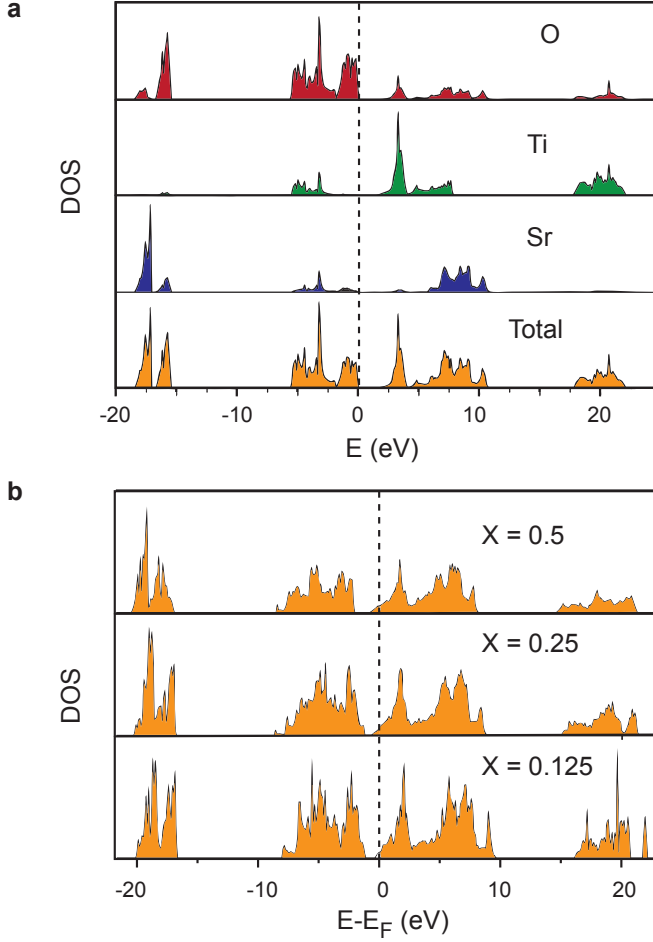 a
O
Ti
DOS
Sr
Total
-20 -10 0 10 20
E (eV)
b
X = 0.5
X = 0.25
DOS
X = 0.125
-20 -10 0 10 20
E-E_F (eV)